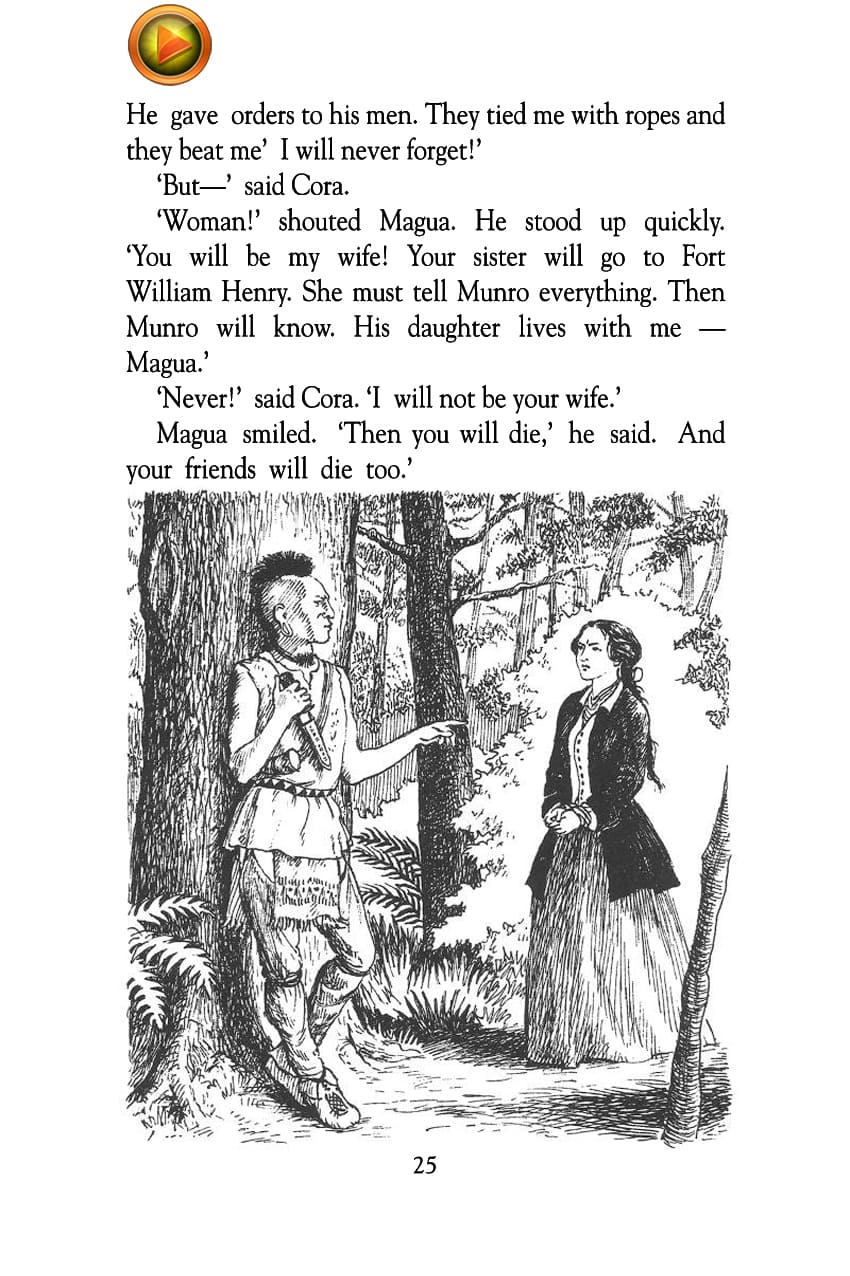 He gave orders to his men. They tied me with ropes and
they beat me’ I will never forget!’
‘But—’ said Cora.
‘Woman!’ shouted Magua. He stood up quickly.
‘You will be my wife! Your sister will go to Fort
William Henry. She must tell Munro everything. Then
Munro will know. His daughter lives with me —
Magua.’
‘Never!’ said Cora. ‘I will not be your wife.’
Magua smiled. ‘Then you will die,’ he said. And
your friends will die too.’
25